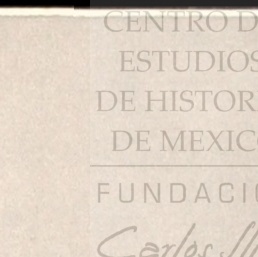 CENTRO D
ESTUDIOS
DE HISTOR
DE MEXIC
FUNDACI
Carlos